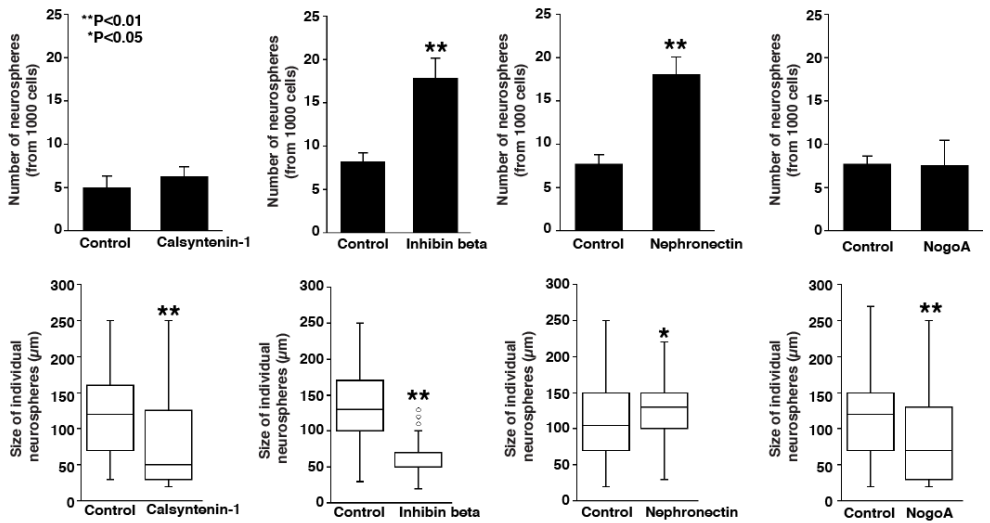 **P<0.01
*P<0.05
Number of neurospheres
(from 1000 cells)
25
20
15
10
5
0
Control
Calsyntenin-1
Number of neurospheres
(from 1000 cells)
25
20
15
10
5
0
**
Control
Inhibin beta
Number of neurospheres
(from 1000 cells)
25
20
15
10
5
0
**
Control
Nephronectin
Number of neurospheres
(from 1000 cells)
25
20
15
10
5
0
Control
NogoA
Size of individual
neurospheres (µm)
300
250
200
150
100
50
0
**
Control
Calsyntenin-1
Size of individual
neurospheres (µm)
300
250
200
150
100
50
0
**
Control
Inhibin beta
Size of individual
neurospheres (µm)
300
250
200
150
100
50
0
*
Control
Nephronectin
Size of individual
neurospheres (µm)
300
250
200
150
100
50
0
**
Control
NogoA